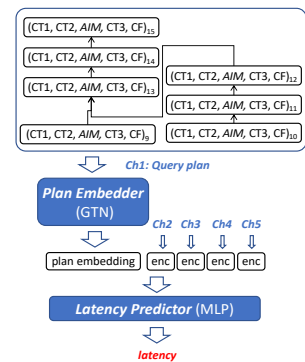 (CT1, CT2, AIM, CT3, CF)15
(CT1, CT2, AIM, CT3, CF)14
(CT1, CT2, AIM, CT3, CF)12
(CT1, CT2, AIM, CT3, CF)13
(CT1, CT2, AIM, CT3, CF)11
(CT1, CT2, AIM, CT3, CF)9
(CT1, CT2, AIM, CT3, CF)10
Ch1: Query plan
Plan Embedder
(GTN)
Ch2 Ch3 Ch4 Ch5
plan embedding enc enc enc enc
Latency Predictor (MLP)
latency